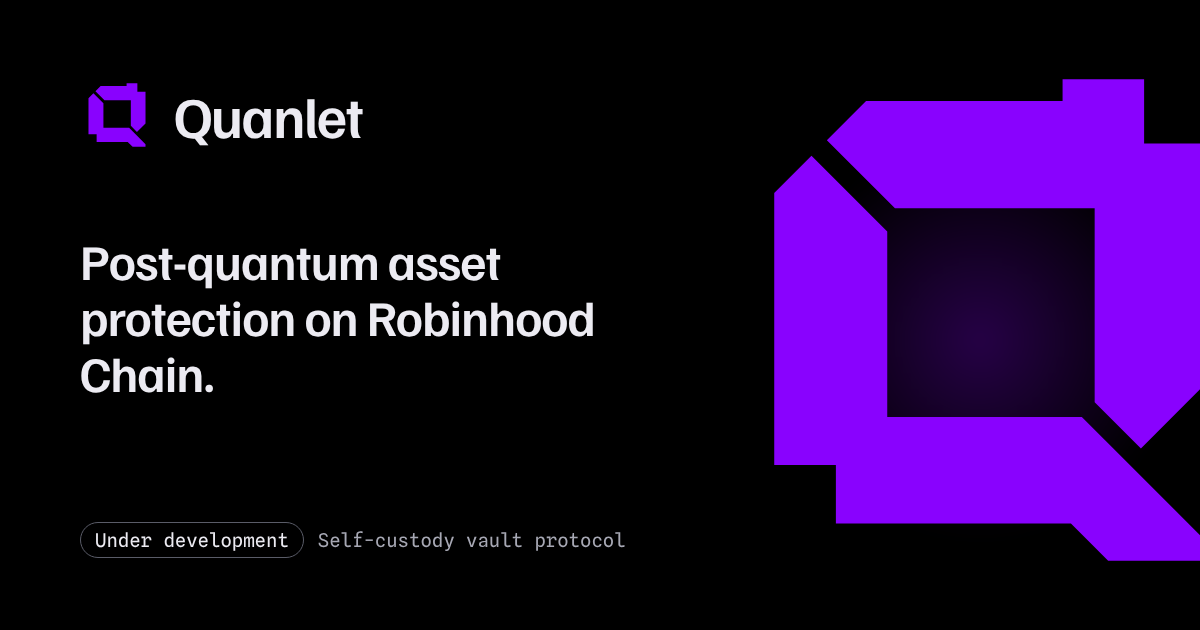 Quanlet
Post-quantum asset
protection on Robinhood
Chain.
Under development
Self-custody vault protocol